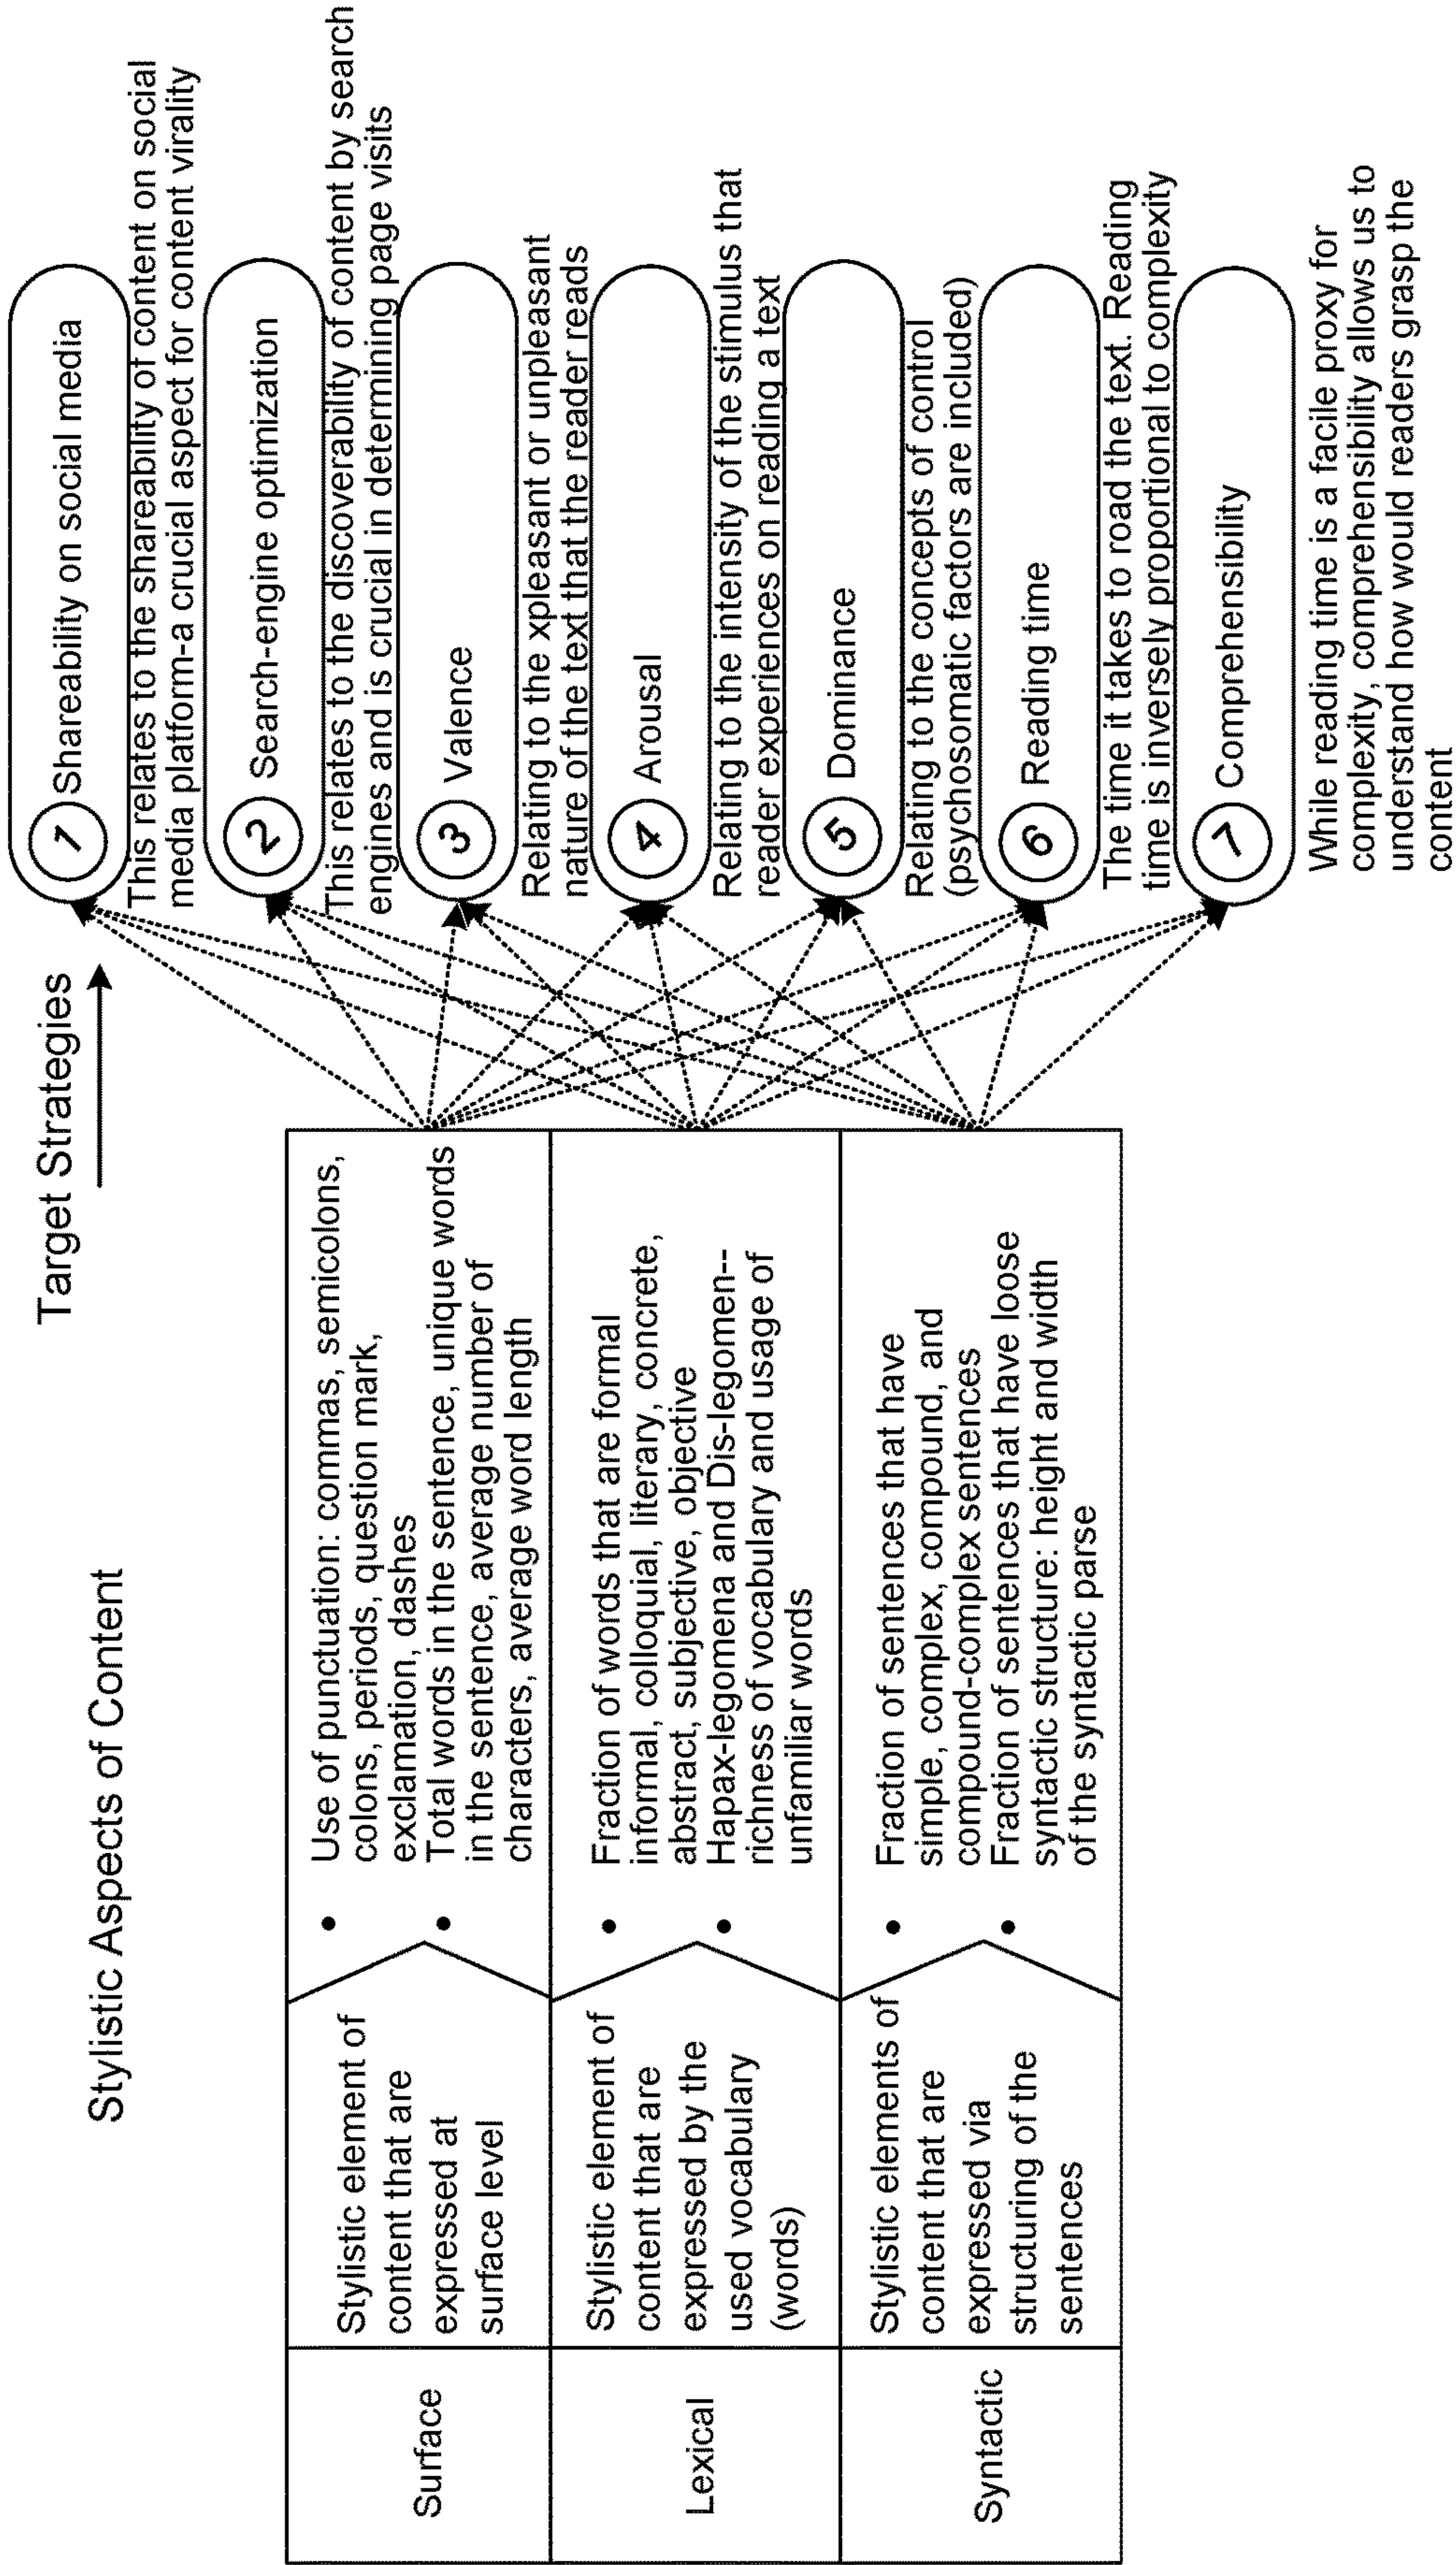 Stylistic Aspects of Content
Target Strategies
Surface
Stylistic element of
content that are
expressed at
surface level
• Use of punctuation: commas, semicolons,
colons, periods, question mark,
exclamation, dashes
• Total words in the sentence, unique words
in the sentence, average number of
characters, average word length
Lexical
Stylistic element of
content that are
expressed by the
used vocabulary
(words)
• Fraction of words that are formal
informal, colloquial, literary, concrete,
abstract, subjective, objective
• Hapax-legomena and Dis-legomen--
richness of vocabulary and usage of
unfamiliar words
Syntactic
Stylistic elements of
content that are
expressed via
structuring of the
sentences
• Fraction of sentences that have
simple, complex, compound, and
compound-complex sentences
• Fraction of sentences that have loose
syntactic structure: height and width
of the syntactic parse
1 Shareability on social media
This relates to the shareability of content on social
media platform-a crucial aspect for content virality
2 Search-engine optimization
This relates to the discoverability of content by search
engines and is crucial in determining page visits
3 Valence
Relating to the xpleasant or unpleasant
nature of the text that the reader reads
4 Arousal
Relating to the intensity of the stimulus that
reader experiences on reading a text
5 Dominance
Relating to the concepts of control
(psychosomatic factors are included)
6 Reading time
The time it takes to road the text. Reading
time is inversely proportional to complexity
7 Comprehensibility
While reading time is a facile proxy for
complexity, comprehensibility allows us to
understand how would readers grasp the
content